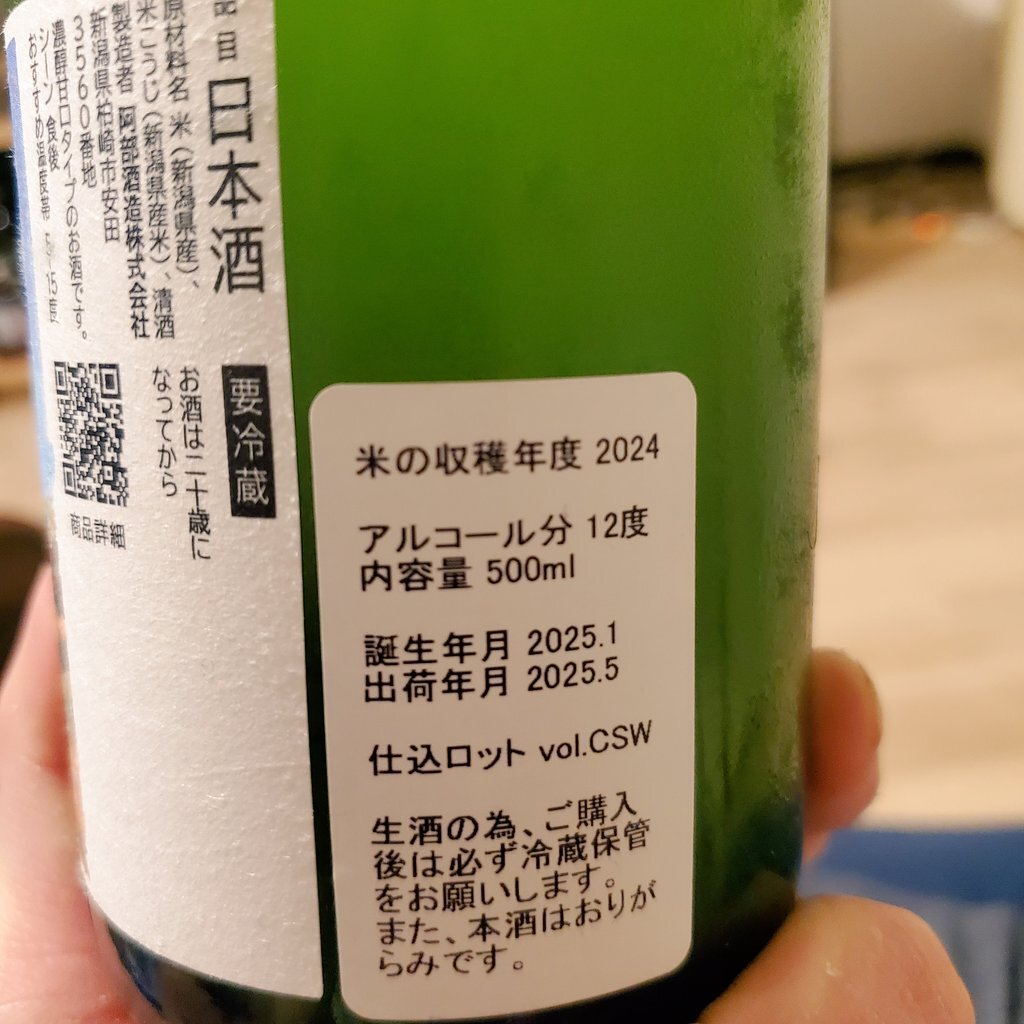 品目 日本酒
原材料名 米(新潟県産)、
米こうじ(新潟県産米)、清酒
製造者 阿部酒造株式会社
新潟県柏崎市安田
3560番地
濃醇甘口タイプのお酒です。
シーン 食後
おすすめ温度帯 5 15度
要冷蔵
お酒は二十歳に
なってから
商品詳細
米の収穫年度 2024
アルコール分 12度
内容量 500ml
誕生年月 2025.1
出荷年月 2025.5
仕込ロット vol.CSW
生酒の為、ご購入
後は必ず冷蔵保管
をお願いします。
また、本酒はおりが
らみです。